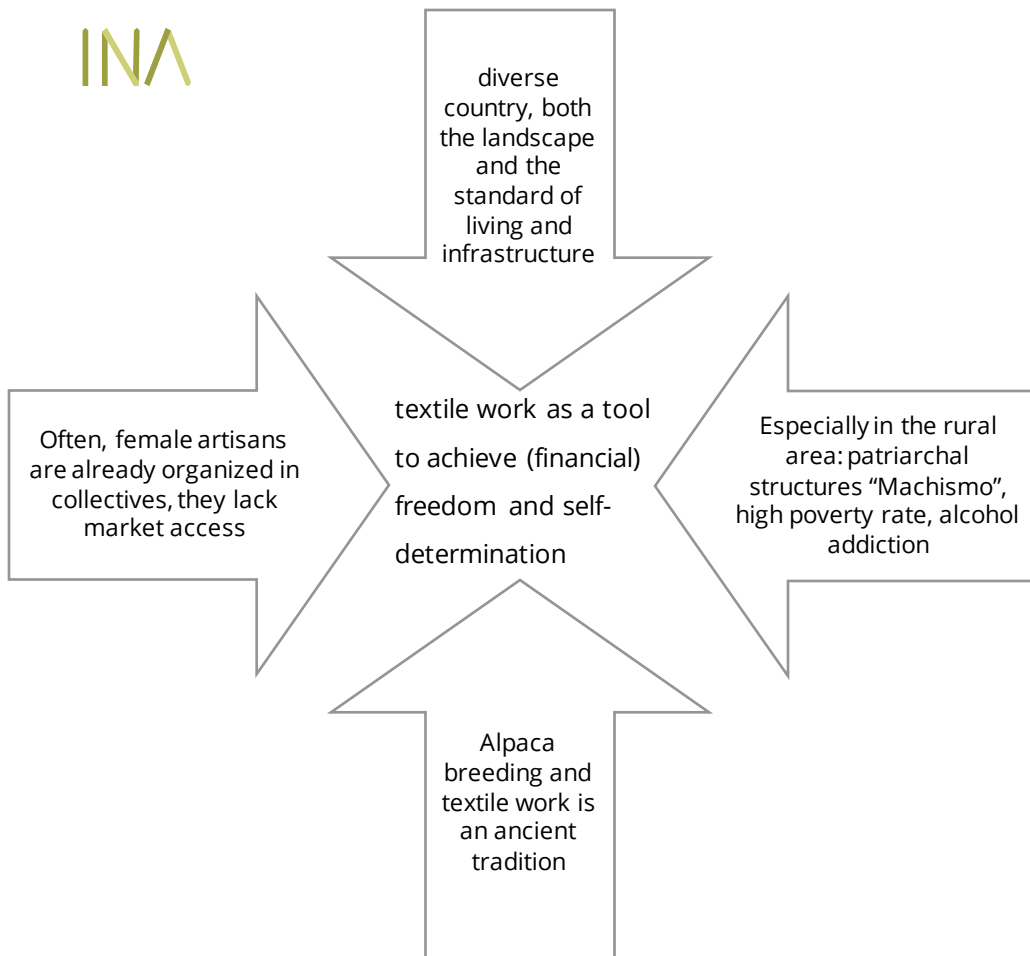 INA
diverse
country, both
the landscape
and the
standard of
living and
infrastructure
Often, female artisans
are already organized in
collectives, they lack
market access
textile work as a tool
to achieve (financial)
freedom and self-
determination
Especially in the rural
area: patriarchal
structures “Machismo”,
high poverty rate, alcohol
addiction
Alpaca
breeding and
textile work is
an ancient
tradition